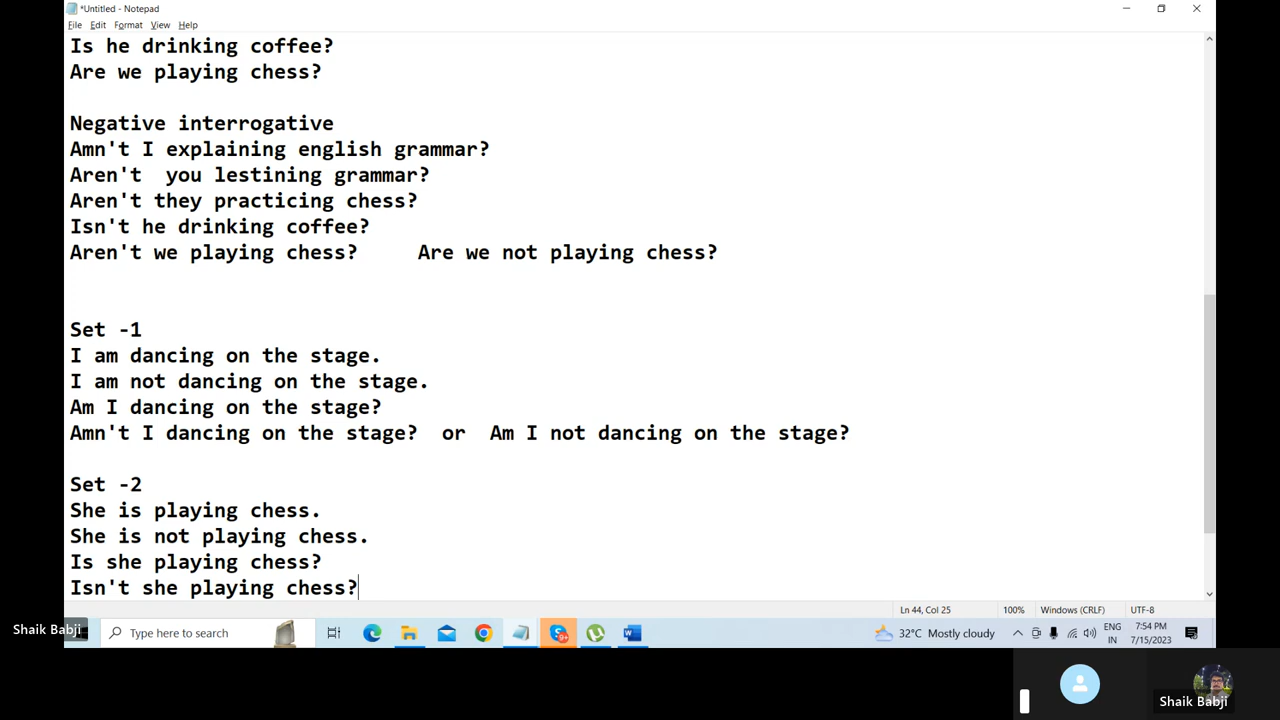 *Untitled - Notepad
File Edit Format View Help
Is he drinking coffee?
Are we playing chess?
Negative interrogative
Amn't I explaining english grammar?
Aren't  you lestining grammar?
Aren't they practicing chess?
Isn't he drinking coffee?
Aren't we playing chess?     Are we not playing chess?
Set -1
I am dancing on the stage.
I am not dancing on the stage.
Am I dancing on the stage?
Amn't I dancing on the stage?  or  Am I not dancing on the stage?
Set -2
She is playing chess.
She is not playing chess.
Is she playing chess?
Isn't she playing chess?
Ln 44, Col 25 100% Windows (CRLF) UTF-8
Shaik Babji
Type here to search
9+
32°C Mostly cloudy
ENG
IN
7:54 PM
7/15/2023
Shaik Babji